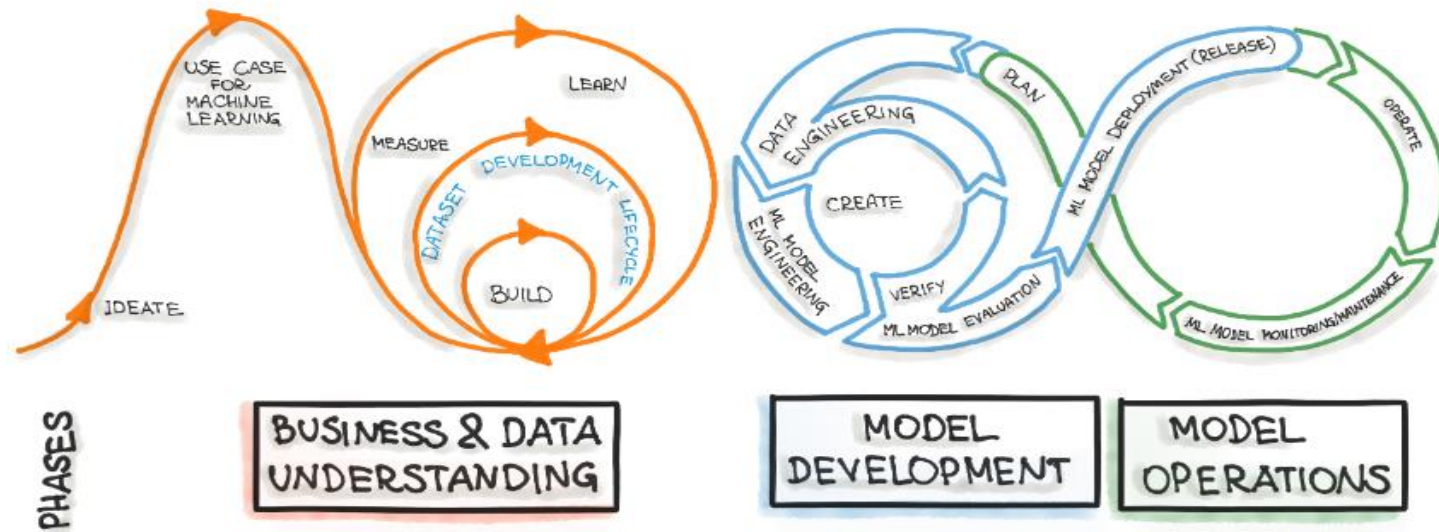 IDEATE
USE CASE
FOR
MACHINE
LEARNING
MEASURE
LEARN
DATASET DEVELOPMENT LIFECYCLE
BUILD
DATA
ENGINEERING
PLAN
CREATE
ML MODEL
ENGINEERING
VERIFY
ML MODEL EVALUATION
ML MODEL DEPLOYMENT (RELEASE)
OPERATE
ML MODEL MONITORING/MAINTENANCE
PHASES
BUSINESS & DATA
UNDERSTANDING
MODEL
DEVELOPMENT
MODEL
OPERATIONS